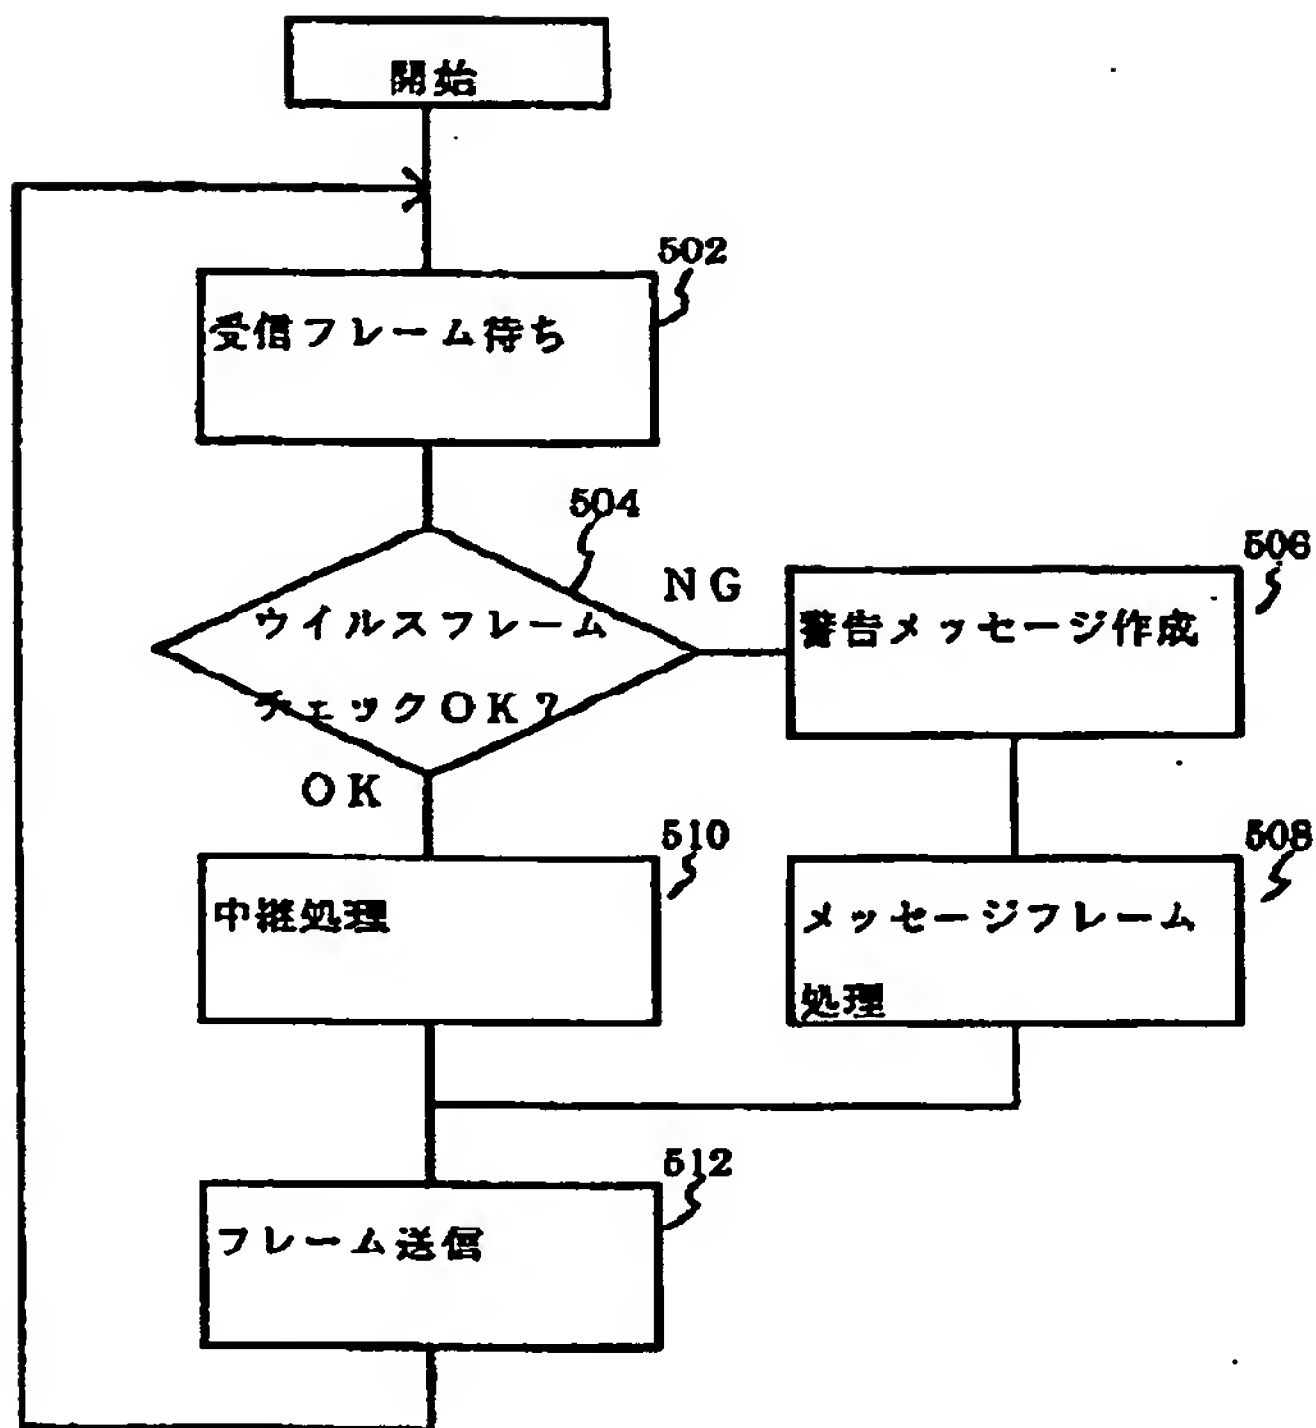 開始
502
受信フレーム待ち
504
ウイルスフレーム
チェックOK?
NG
506
警告メッセージ作成
OK
510
中継処理
508
メッセージフレーム
処理
512
フレーム送信